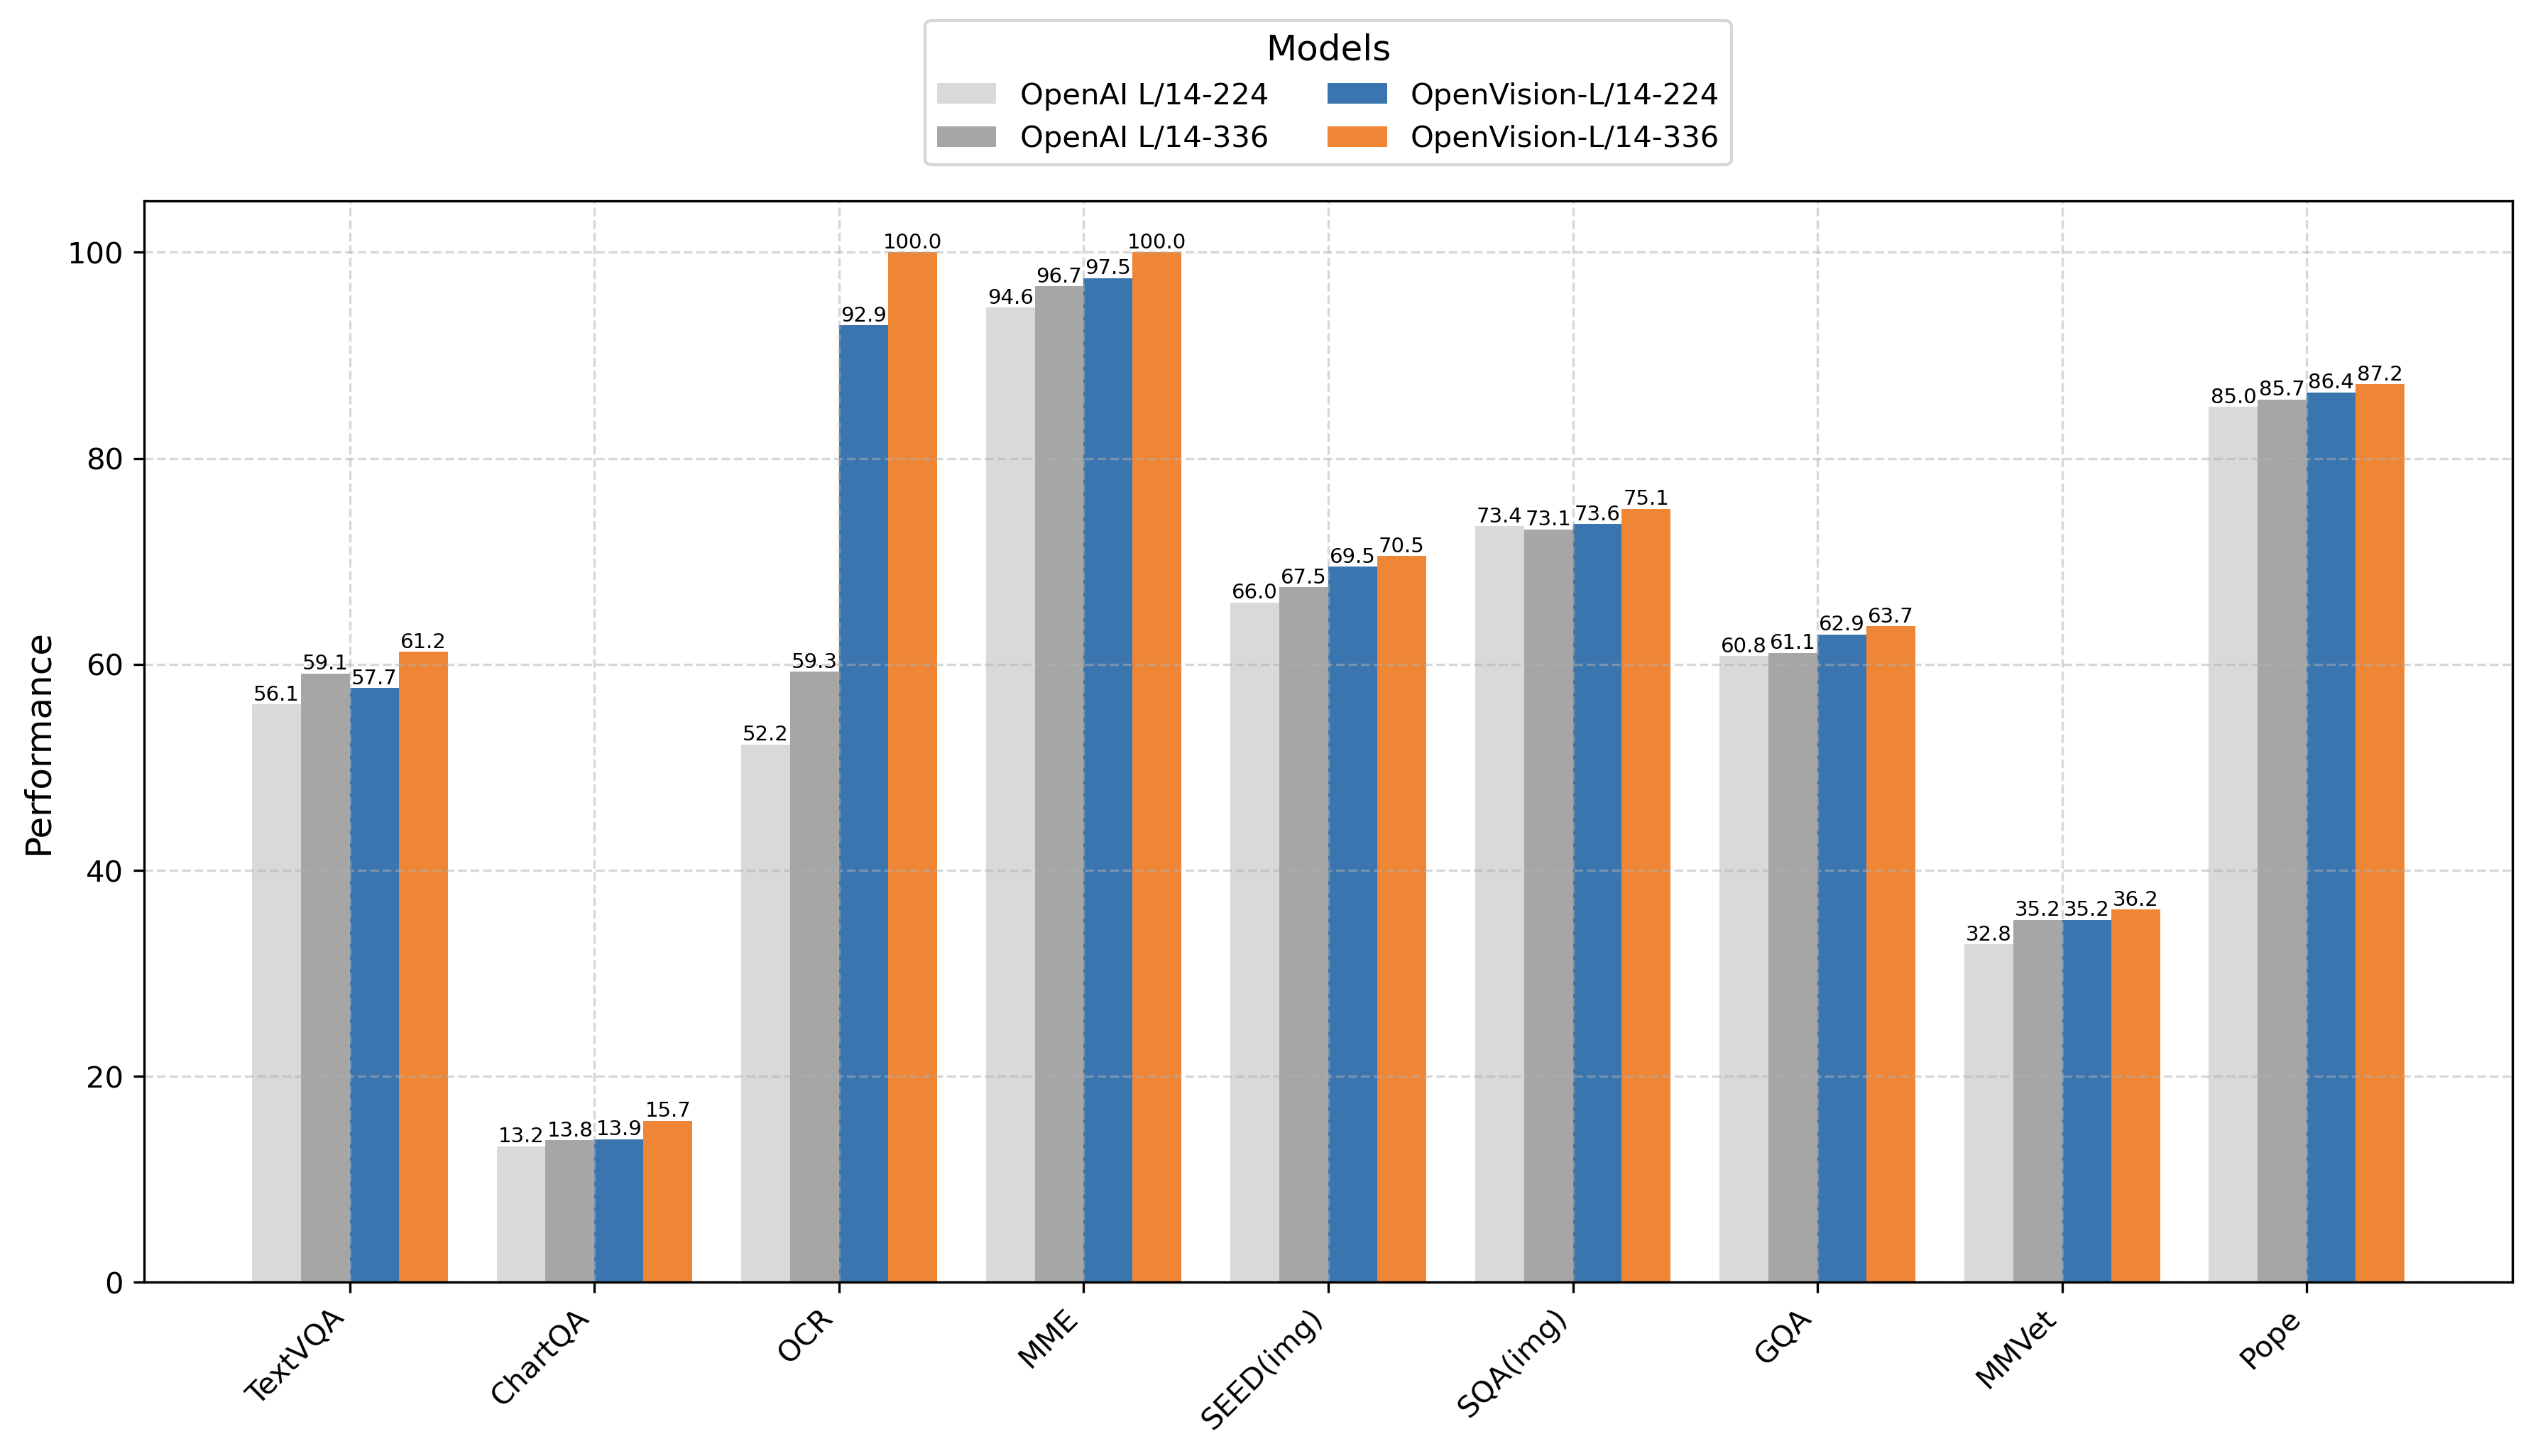 Models
OpenAI L/14-224
OpenAI L/14-336
OpenVision-L/14-224
OpenVision-L/14-336
Performance
100
80
60
40
20
0
56.1 59.1 57.7 61.2
13.2 13.8 13.9 15.7
52.2 59.3 92.9 100.0
94.6 96.7 97.5 100.0
66.0 67.5 69.5 70.5
73.4 73.1 73.6 75.1
60.8 61.1 62.9 63.7
32.8 35.2 35.2 36.2
85.0 85.7 86.4 87.2
TextVQA
ChartQA
OCR
MME
SEED(img)
SQA(img)
GQA
MMVet
Pope